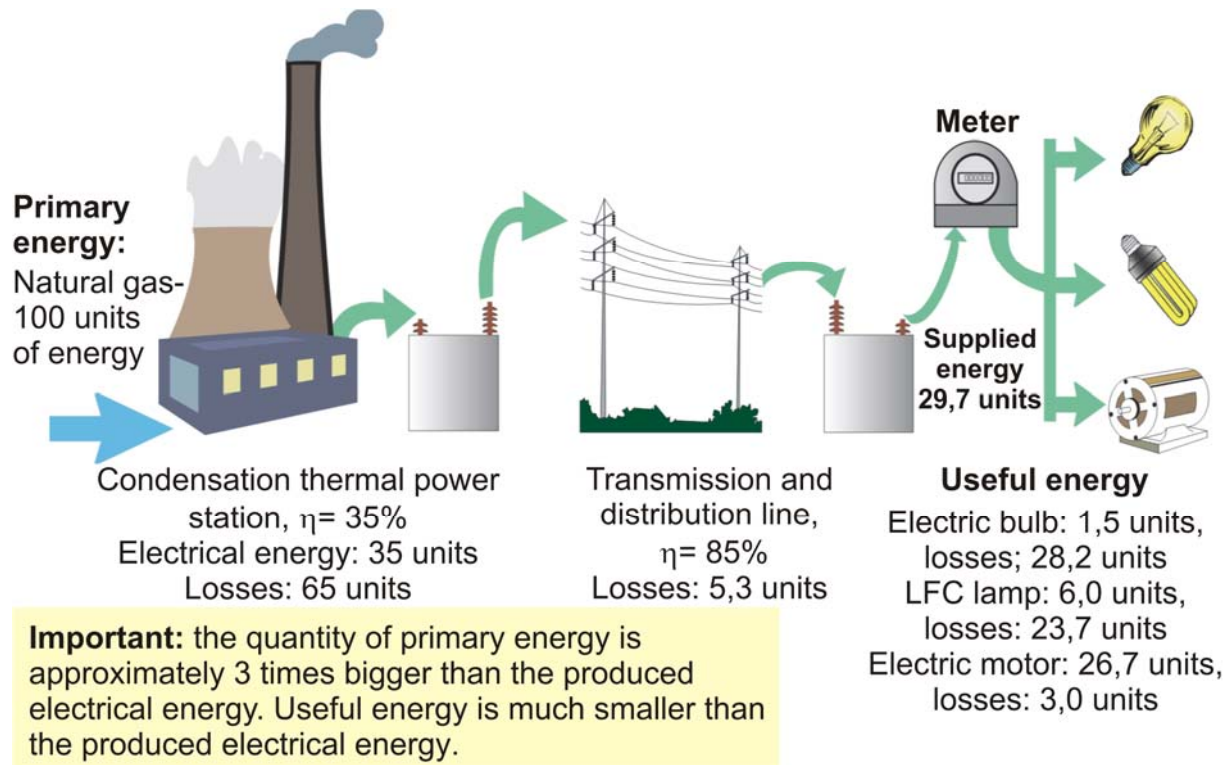 Primary
energy:
Natural gas-
100 units
of energy
Meter
Supplied
energy
29,7 units
Condensation thermal power
station, η= 35%
Electrical energy: 35 units
Losses: 65 units
Transmission and
distribution line,
η= 85%
Losses: 5,3 units
Useful energy
Electric bulb: 1,5 units,
losses; 28,2 units
LFC lamp: 6,0 units,
losses: 23,7 units
Electric motor: 26,7 units,
losses: 3,0 units
Important: the quantity of primary energy is
approximately 3 times bigger than the produced
electrical energy. Useful energy is much smaller than
the produced electrical energy.